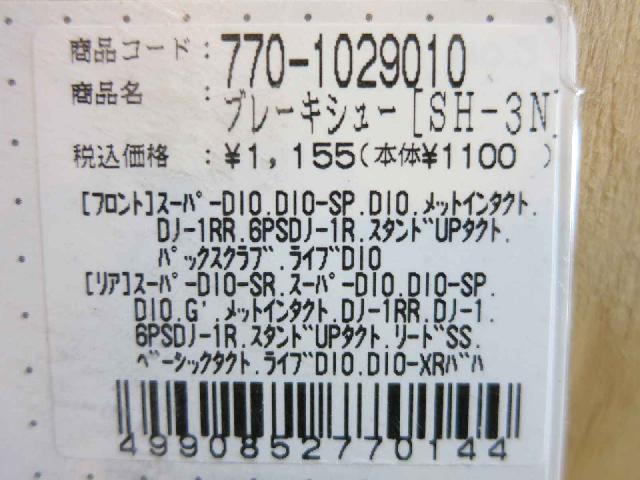 商品コード : 770-1029010
商品名 : ブレーキシュー[SH-3N]
税込価格 : ¥1,155(本体¥1100 )
[ﾌﾛﾝﾄ]ｽｰﾊﾟｰDIO.DIO-SP.DIO.ﾒｯﾄｲﾝﾀｸﾄ.
DJ-1RR.6PSDJ-1R.ｽﾀﾝﾄﾞUPﾀｸﾄ.
ﾊﾟｯｸｽｸﾗﾌﾞ.ﾗｲﾌﾞDIO
[ﾘｱ]ｽｰﾊﾟｰDIO-SR.ｽｰﾊﾟｰDIO.DIO-SP.
DIO.G'.ﾒｯﾄｲﾝﾀｸﾄ.DJ-1RR.DJ-1.
6PSDJ-1R.ｽﾀﾝﾄﾞUPﾀｸﾄ.ﾘｰﾄﾞSS.
ﾍﾞｰｼｯｸﾀｸﾄ.ﾗｲﾌﾞDIO.DIO-XRﾊﾞﾊ
4990852770144